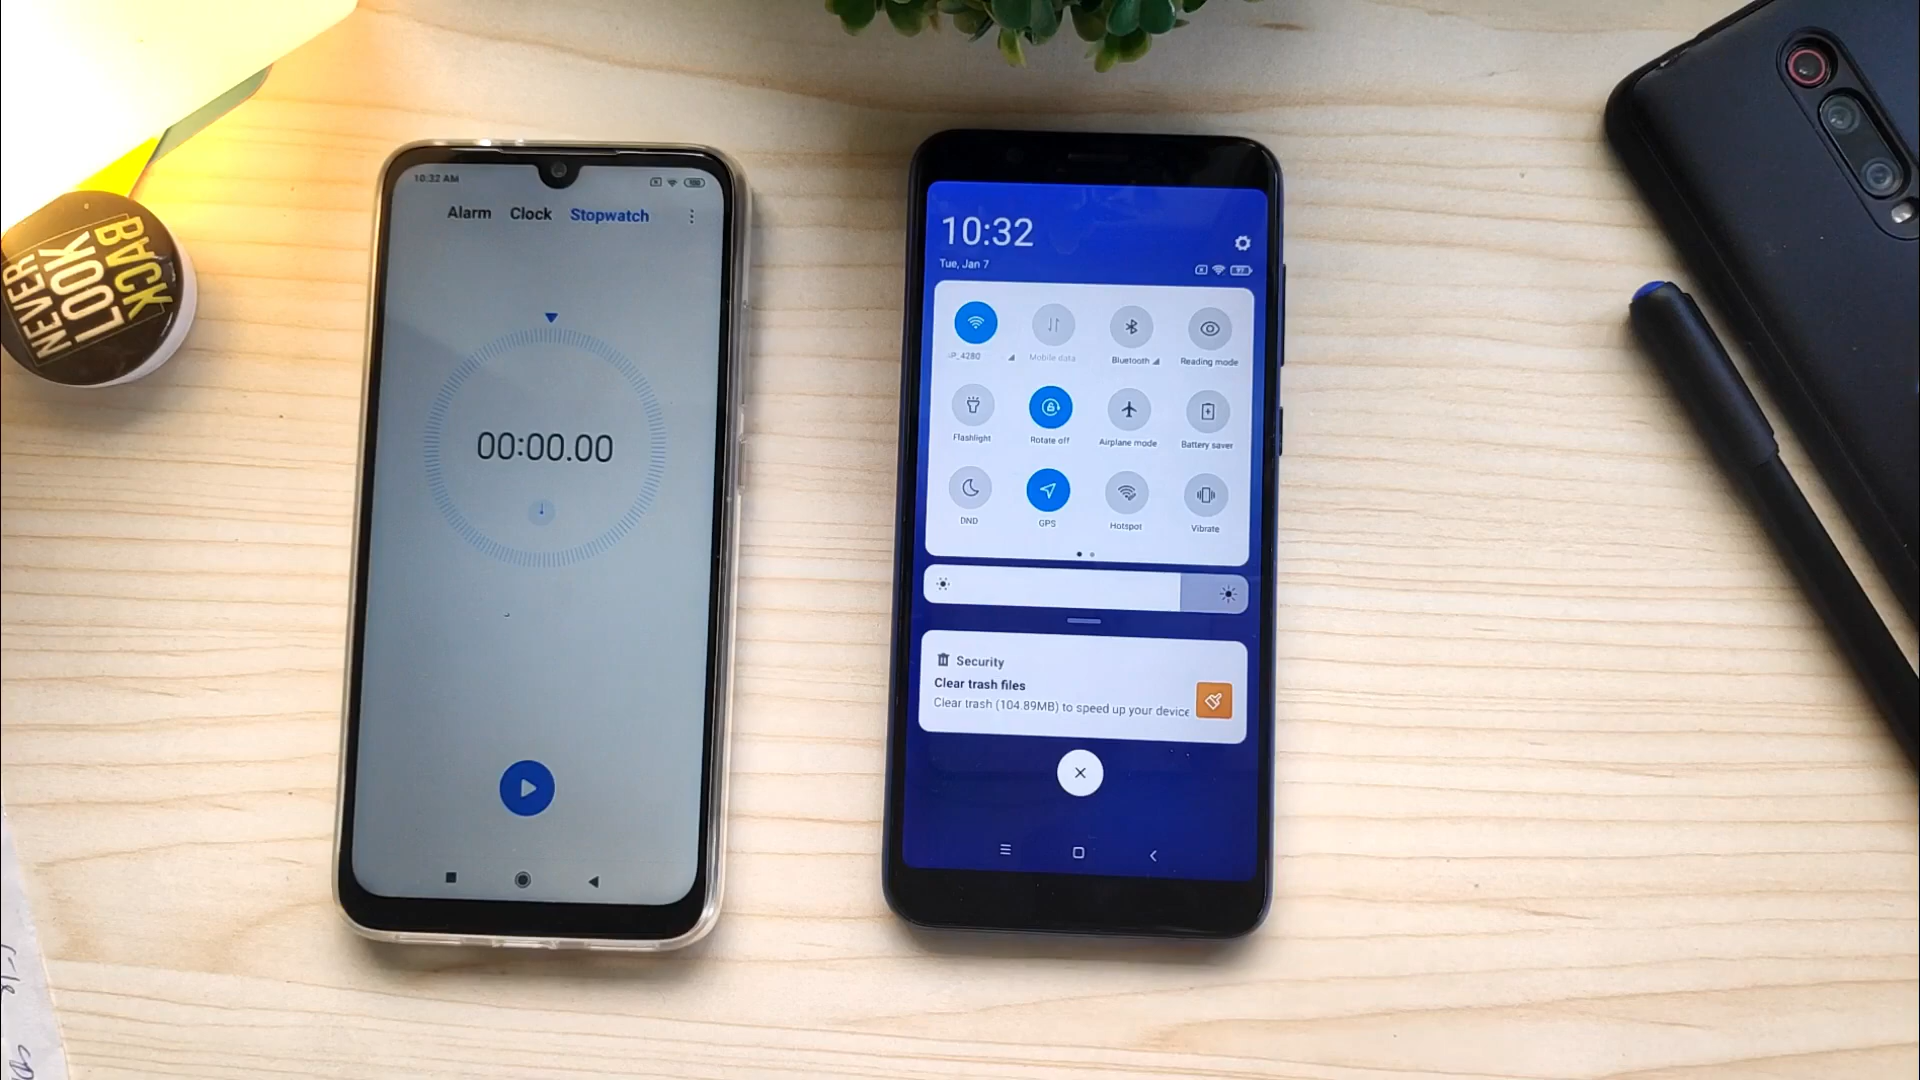 NEVER
LOOK
BACK
10:32 AM
Alarm Clock Stopwatch
00:00.00
10:32
Tue, Jan 7
P_4280 Mobile data Bluetooth Reading mode
Flashlight Rotate off Airplane mode Battery saver
DND GPS Hotspot Vibrate
Security
Clear trash files
Clear trash (104.89MB) to speed up your device